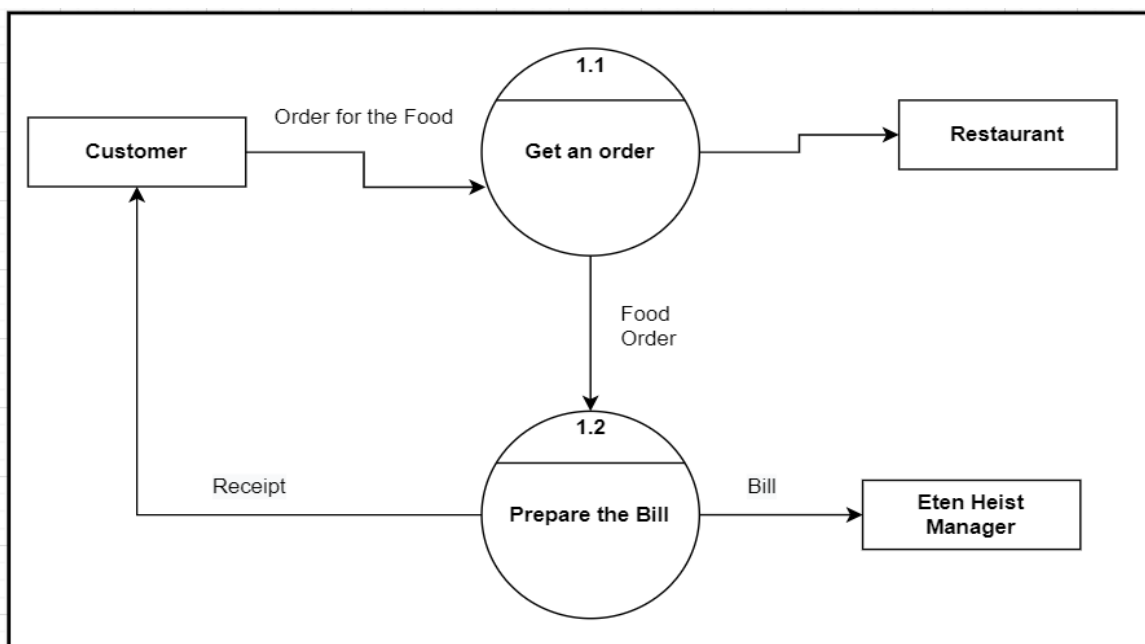 1.1
Order for the Food
Customer
Get an order
Restaurant
Food
Order
1.2
Receipt
Prepare the Bill
Bill
Eten Heist
Manager